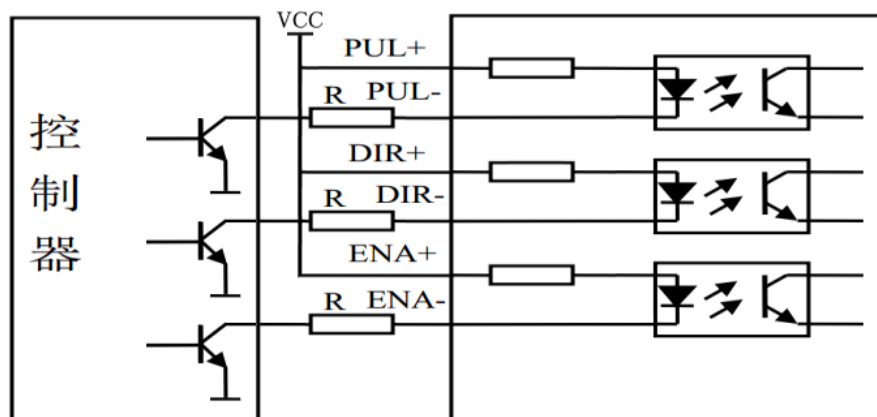 VCC
PUL+
R PUL-
控制器
DIR+
R DIR-
ENA+
R ENA-